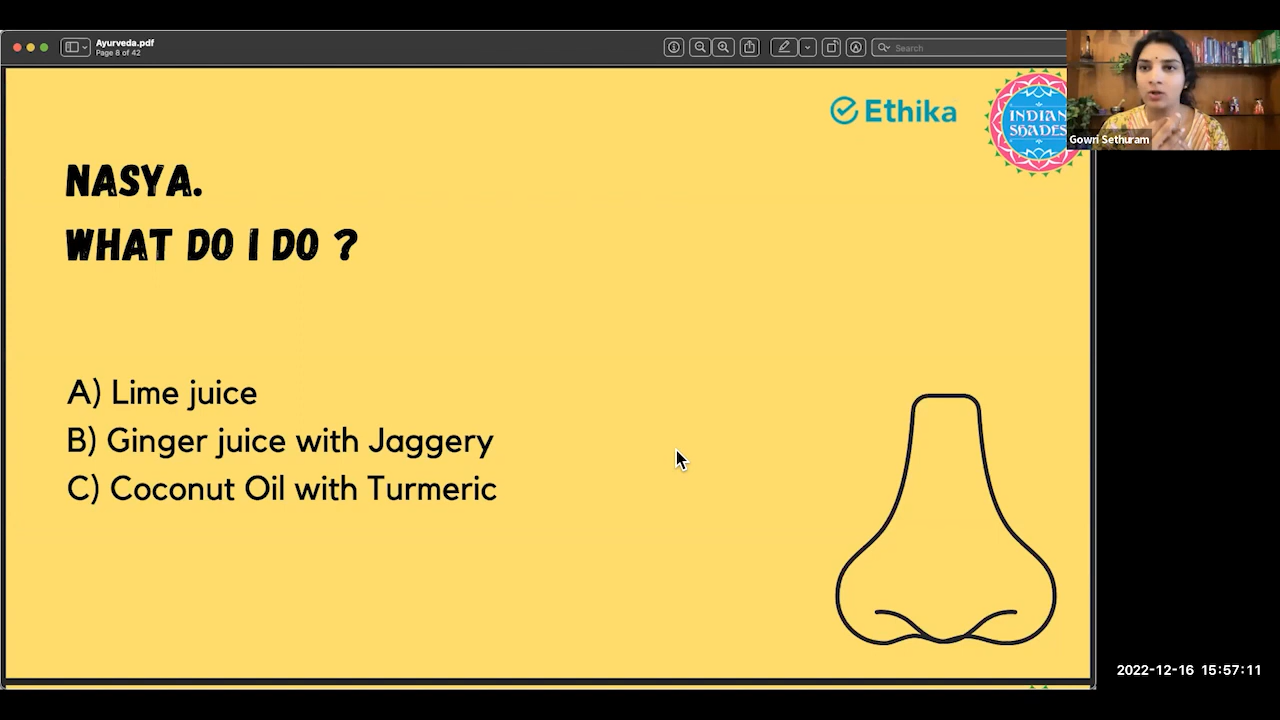 Ayurveda.pdf
Page 8 of 42
Search
Ethika
INDIAN
SHADES
Gowri Sethuram
NASYA.
WHAT DO I DO ?
A) Lime juice
B) Ginger juice with Jaggery
C) Coconut Oil with Turmeric
2022-12-16 15:57:11